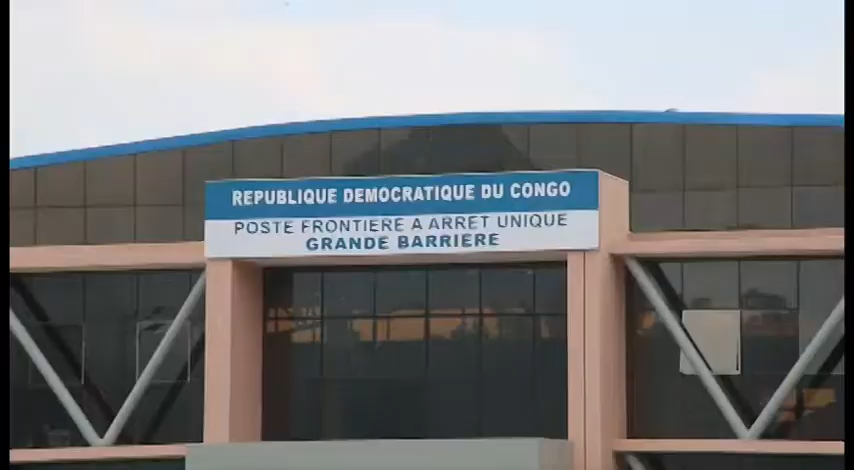 REPUBLIQUE DEMOCRATIQUE DU CONGO
POSTE FRONTIERE A ARRET UNIQUE
GRANDE BARRIERE